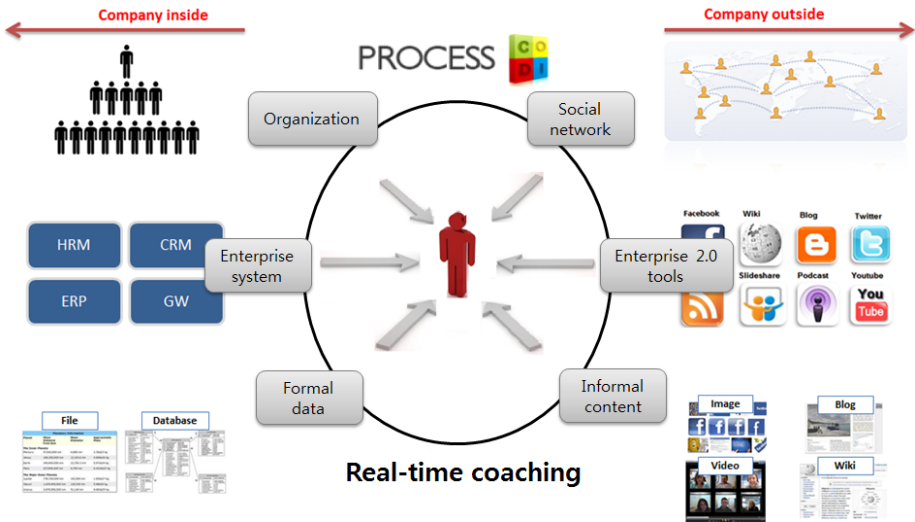 Company inside
Company outside
PROCESS
CO
DI
Organization
Social
network
HRM
CRM
ERP
GW
Enterprise
system
Enterprise 2.0
tools
Facebook
Wiki
Blog
Twitter
Slideshare
Podcast
Youtube
You
Tube
Formal
data
Informal
content
File
Database
Image
Blog
Video
Wiki
Real-time coaching